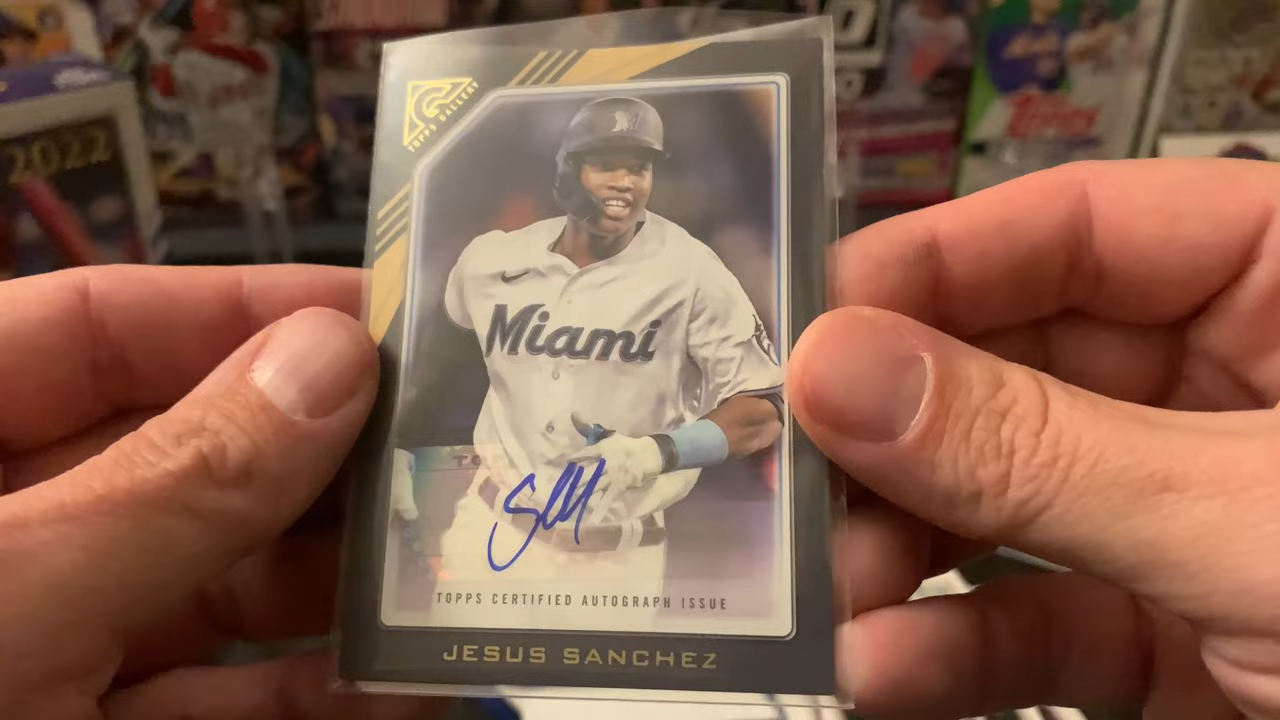 2022
TOPPS GALLERY
Topps
Miami
TOPPS CERTIFIED AUTOGRAPH ISSUE
JESUS SANCHEZ